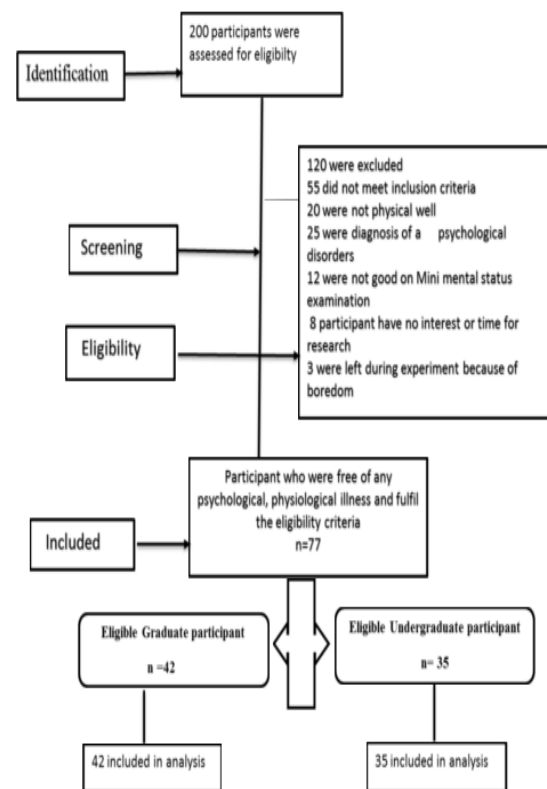 200 participants were
assessed for eligibilty
Identification
120 were excluded
55 did not meet inclusion criteria
20 were not physical well
25 were diagnosis of a psychological
disorders
12 were not good on Mini mental status
examination
8 participant have no interest or time for
research
3 were left during experiment because of
boredom
Screening
Eligibility
Participant who were free of any
psychological, physiological illness and fulfil
the eligibility criteria
n=77
Included
Eligible Graduate participant
n =42
Eligible Undergraduate participant
n= 35
42 included in analysis
35 included in analysis